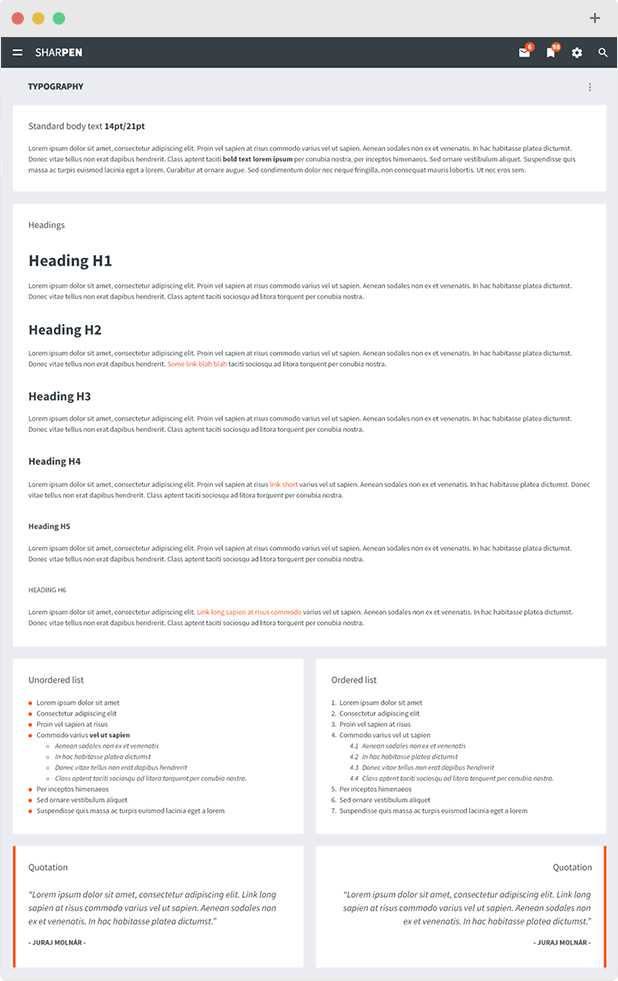 SHARPEN
6
98
TYPOGRAPHY
Standard body text 14pt/21pt
Lorem ipsum dolor sit amet, consectetur adipiscing elit. Proin vel sapien at risus commodo varius vel ut sapien. Aenean sodales non ex et venenatis. In hac habitasse platea dictumst.
Donec vitae tellus non erat dapibus hendrerit. Class aptent taciti bold text lorem ipsum per conubia nostra, per inceptos himenaeos. Sed ornare vestibulum aliquet. Suspendisse quis
massa ac turpis euismod lacinia eget a lorem. Curabitur at ornare augue. Sed condimentum dolor nec neque fringilla, non consequat mauris lobortis. Ut nec eros sem.
Headings
Heading H1
Lorem ipsum dolor sit amet, consectetur adipiscing elit. Proin vel sapien at risus commodo varius vel ut sapien. Aenean sodales non ex et venenatis. In hac habitasse platea dictumst.
Donec vitae tellus non erat dapibus hendrerit. Class aptent taciti sociosqu ad litora torquent per conubia nostra.
Heading H2
Lorem ipsum dolor sit amet, consectetur adipiscing elit. Proin vel sapien at risus commodo varius vel ut sapien. Aenean sodales non ex et venenatis. In hac habitasse platea dictumst.
Donec vitae tellus non erat dapibus hendrerit. Some link blah blah taciti sociosqu ad litora torquent per conubia nostra.
Heading H3
Lorem ipsum dolor sit amet, consectetur adipiscing elit. Proin vel sapien at risus commodo varius vel ut sapien. Aenean sodales non ex et venenatis. In hac habitasse platea dictumst.
Donec vitae tellus non erat dapibus hendrerit. Class aptent taciti sociosqu ad litora torquent per conubia nostra.
Heading H4
Lorem ipsum dolor sit amet, consectetur adipiscing elit. Proin vel sapien at risus link short varius vel ut sapien. Aenean sodales non ex et venenatis. In hac habitasse platea dictumst. Donec
vitae tellus non erat dapibus hendrerit. Class aptent taciti sociosqu ad litora torquent per conubia nostra.
Heading H5
Lorem ipsum dolor sit amet, consectetur adipiscing elit. Proin vel sapien at risus commodo varius vel ut sapien. Aenean sodales non ex et venenatis. In hac habitasse platea dictumst.
Donec vitae tellus non erat dapibus hendrerit. Class aptent taciti sociosqu ad litora torquent per conubia nostra.
HEADING H6
Lorem ipsum dolor sit amet, consectetur adipiscing elit. Link long sapien at risus commodo varius vel ut sapien. Aenean sodales non ex et venenatis. In hac habitasse platea dictumst.
Donec vitae tellus non erat dapibus hendrerit. Class aptent taciti sociosqu ad litora torquent per conubia nostra.
Unordered list
Lorem ipsum dolor sit amet
Consectetur adipiscing elit
Proin vel sapien at risus
Commodo varius vel ut sapien
Aenean sodales non ex et venenatis
In hac habitasse platea dictumst
Donec vitae tellus non erat dapibus hendrerit
Class aptent taciti sociosqu ad litora torquent per conubia nostra.
Per inceptos himenaeos
Sed ornare vestibulum aliquet
Suspendisse quis massa ac turpis euismod lacinia eget a lorem
Ordered list
1. Lorem ipsum dolor sit amet
2. Consectetur adipiscing elit
3. Proin vel sapien at risus
4. Commodo varius vel ut sapien
4.1 Aenean sodales non ex et venenatis
4.2 In hac habitasse platea dictumst
4.3 Donec vitae tellus non erat dapibus hendrerit
4.4 Class aptent taciti sociosqu ad litora torquent per conubia nostra.
5. Per inceptos himenaeos
6. Sed ornare vestibulum aliquet
7. Suspendisse quis massa ac turpis euismod lacinia eget a lorem
Quotation
“Lorem ipsum dolor sit amet, consectetur adipiscing elit. Link long
sapien at risus commodo varius vel ut sapien. Aenean sodales non
ex et venenatis. In hac habitasse platea dictumst.”
- JURAJ MOLNÁR -
Quotation
“Lorem ipsum dolor sit amet, consectetur adipiscing elit. Link long
sapien at risus commodo varius vel ut sapien. Aenean sodales non
ex et venenatis. In hac habitasse platea dictumst.”
- JURAJ MOLNÁR -